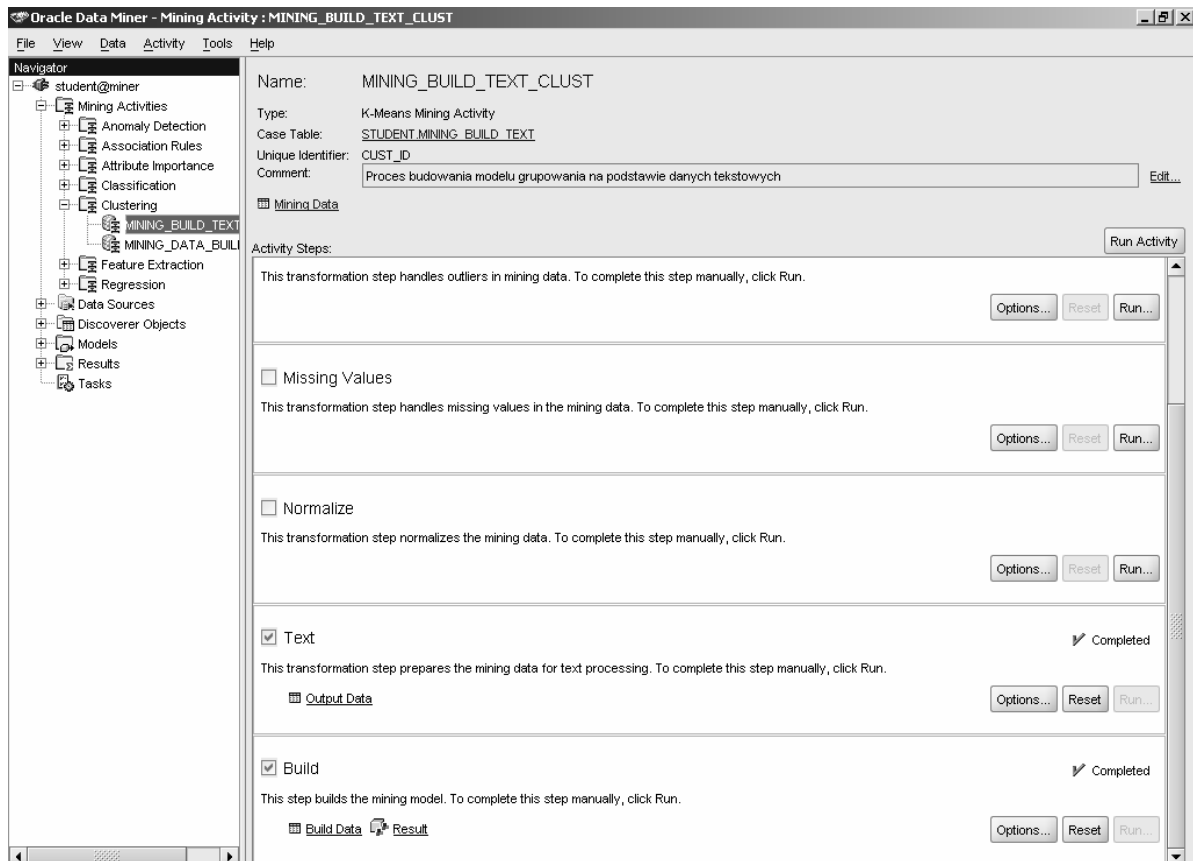 Oracle Data Miner - Mining Activity : MINING_BUILD_TEXT_CLUST
File View Data Activity Tools Help
Navigator
student@miner
Mining Activities
Anomaly Detection
Association Rules
Attribute Importance
Classification
Clustering
MINING_BUILD_TEXT
MINING_DATA_BUIL
Feature Extraction
Regression
Data Sources
Discoverer Objects
Models
Results
Tasks
Name: MINING_BUILD_TEXT_CLUST
Type: K-Means Mining Activity
Case Table: STUDENT.MINING_BUILD_TEXT
Unique Identifier: CUST_ID
Comment: Proces budowania modelu grupowania na podstawie danych tekstowych Edit...
Mining Data
Activity Steps: Run Activity
This transformation step handles outliers in mining data. To complete this step manually, click Run.
Options... Reset Run...
Missing Values
This transformation step handles missing values in the mining data. To complete this step manually, click Run.
Options... Reset Run...
Normalize
This transformation step normalizes the mining data. To complete this step manually, click Run.
Options... Reset Run...
Text Completed
This transformation step prepares the mining data for text processing. To complete this step manually, click Run.
Output Data Options... Reset Run...
Build Completed
This step builds the mining model. To complete this step manually, click Run.
Build Data Result Options... Reset Run...